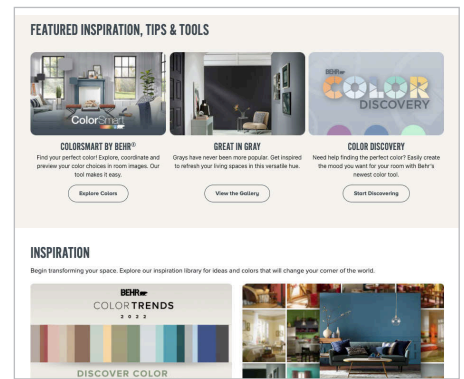 FEATURED INSPIRATION, TIPS & TOOLS
ColorSmart
BEHR
COLOR
DISCOVERY
COLORSMART BY BEHR®
Find your perfect color! Explore, coordinate and
preview your color choices in room images. Our
tool makes it easy.
Explore Colors
GREAT IN GRAY
Grays have never been more popular. Get inspired
to refresh your living spaces in this versatile hue.
View the Gallery
COLOR DISCOVERY
Need help finding the perfect color? Easily create
the mood you want for your room with Behr's
newest color tool.
Start Discovering
INSPIRATION
Begin transforming your space. Explore our inspiration library for ideas and colors that will change your corner of the world.
BEHR
COLOR TRENDS
2022
DISCOVER COLOR